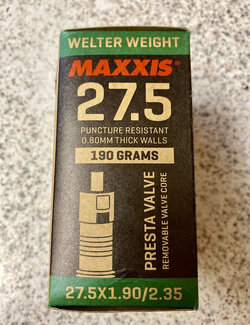 WELTER WEIGHT
MAXXIS®
27.5
PUNCTURE RESISTANT
0.80MM THICK WALLS
190 GRAMS
PRESTA VALVE
REMOVABLE VALVE CORE
27.5X1.90/2.35